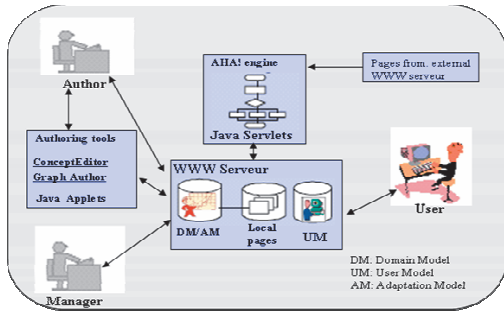 Author
AHA! engine
Java Servlets
Pages from. external
WWW serveur
Authoring tools
ConceptEditor
Graph Author
Java Applets
WWW Serveur
DM/AM
Local
pages
UM
User
Manager
DM: Domain Model
UM: User Model
AM: Adaptation Model